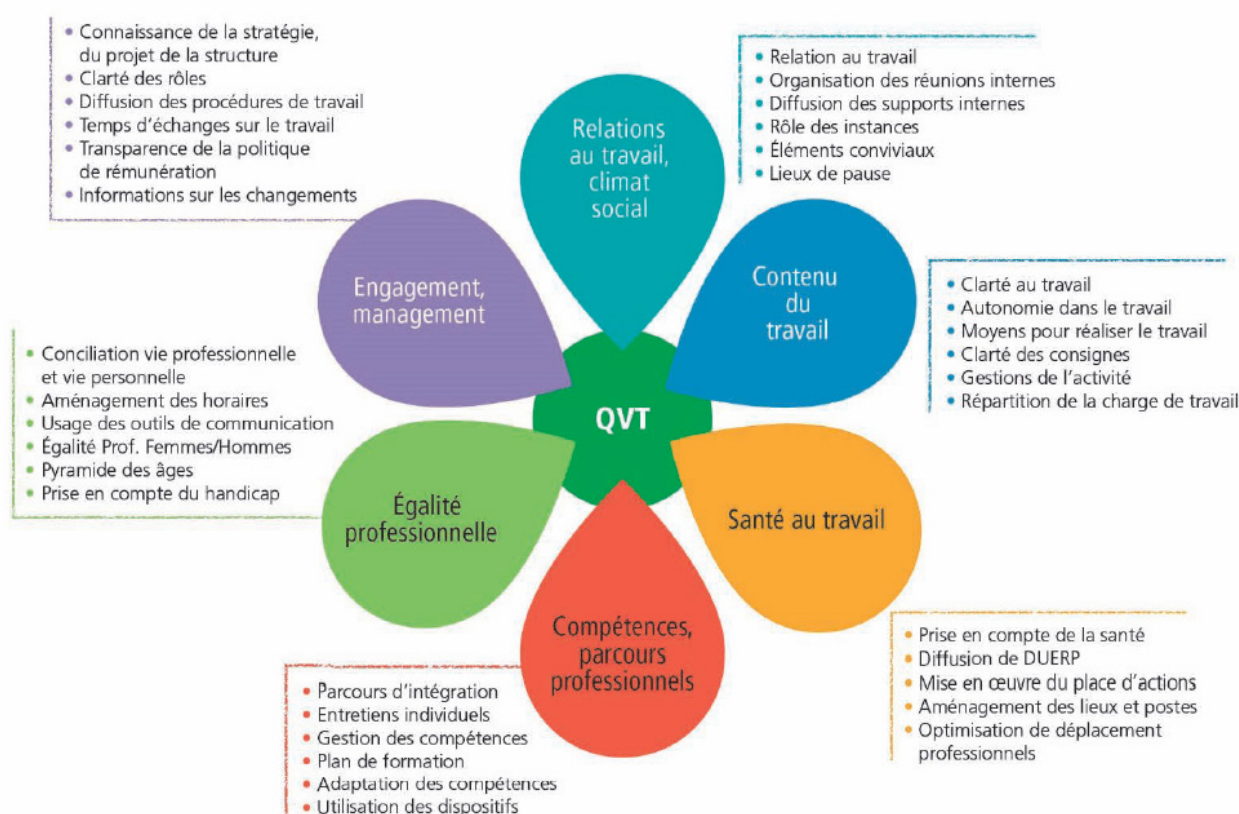 • Connaissance de la stratégie,
du projet de la structure
• Clarté des rôles
• Diffusion des procédures de travail
• Temps d'échanges sur le travail
• Transparence de la politique
de rémunération
• Informations sur les changements
• Relation au travail
• Organisation des réunions internes
• Diffusion des supports internes
• Rôle des instances
• Éléments conviviaux
• Lieux de pause
Relations
au travail,
climat
social
Engagement,
management
Contenu
du
travail
• Clarté au travail
• Autonomie dans le travail
• Moyens pour réaliser le travail
• Clarté des consignes
• Gestions de l'activité
• Répartition de la charge de travail
• Conciliation vie professionnelle
et vie personnelle
• Aménagement des horaires
• Usage des outils de communication
• Égalité Prof. Femmes/Hommes
• Pyramide des âges
• Prise en compte du handicap
QVT
Égalité
professionnelle
Santé au travail
Compétences,
parcours
professionnels
• Prise en compte de la santé
• Diffusion de DUERP
• Mise en œuvre du place d'actions
• Aménagement des lieux et postes
• Optimisation de déplacement
professionnels
• Parcours d'intégration
• Entretiens individuels
• Gestion des compétences
• Plan de formation
• Adaptation des compétences
• Utilisation des dispositifs